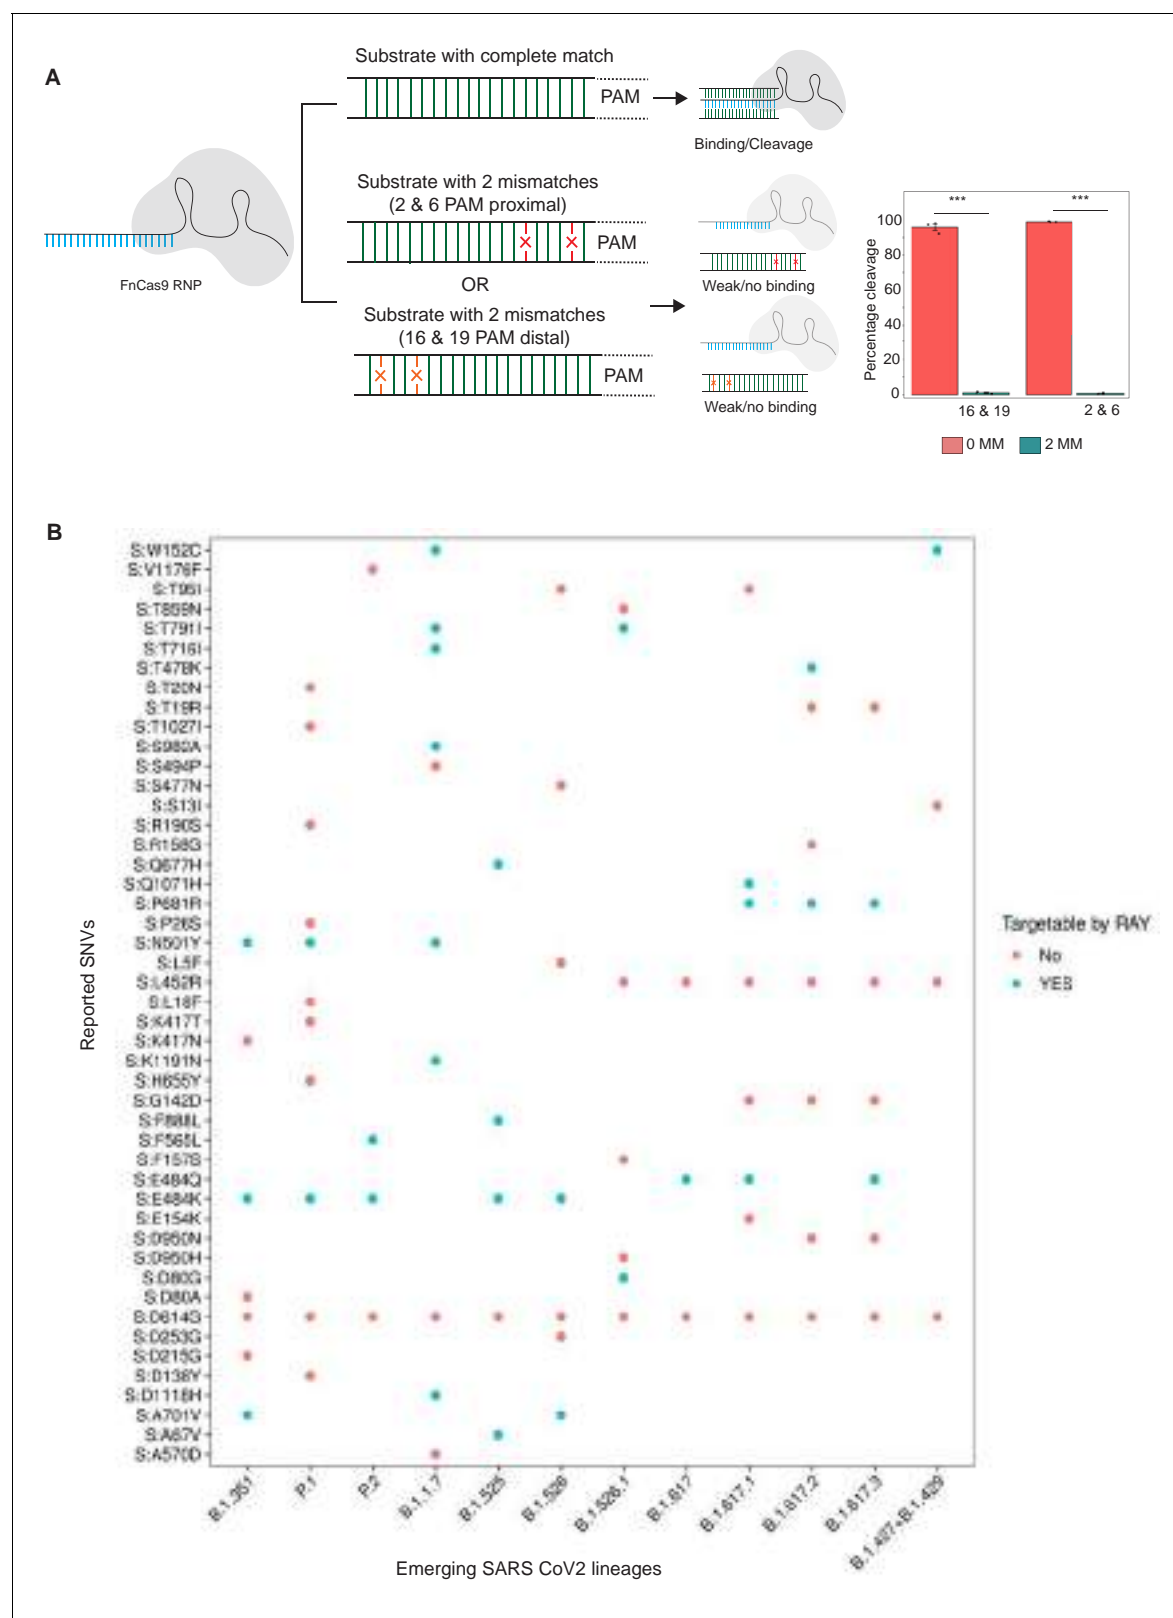 A
Substrate with complete match
PAM
Binding/Cleavage
Substrate with 2 mismatches
(2 & 6 PAM proximal)
PAM
Weak/no binding
FnCas9 RNP
OR
Substrate with 2 mismatches
(16 & 19 PAM distal)
PAM
Weak/no binding
Percentage cleavage
100
80
60
40
20
0
***
***
16 & 19
2 & 6
0 MM
2 MM
B
Reported SNVs
S:W152C
S:V1176F
S:T95I
S:T859N
S:T791I
S:T716I
S:T478K
S:T20N
S:T19R
S:T1027I
S:S982A
S:S494P
S:S477N
S:S13I
S:R190S
S:R158G
S:Q677H
S:Q1071H
S:P681R
S:P26S
S:N501Y
S:L5F
S:L452R
S:L18F
S:K417T
S:K417N
S:K1191N
S:H655Y
S:G142D
S:F888L
S:F565L
S:F157S
S:E484Q
S:E484K
S:E154K
S:D950N
S:D950H
S:D80G
S:D80A
S:D614G
S:D253G
S:D215G
S:D138Y
S:D1118H
S:A701V
S:A67V
S:A570D
B.1.351
P.1
P.2
B.1.1.7
B.1.525
B.1.526
B.1.526.1
B.1.617
B.1.617.1
B.1.617.2
B.1.617.3
B.1.427+B.1.429
Emerging SARS CoV2 lineages
Targetable by RAY
No
YES